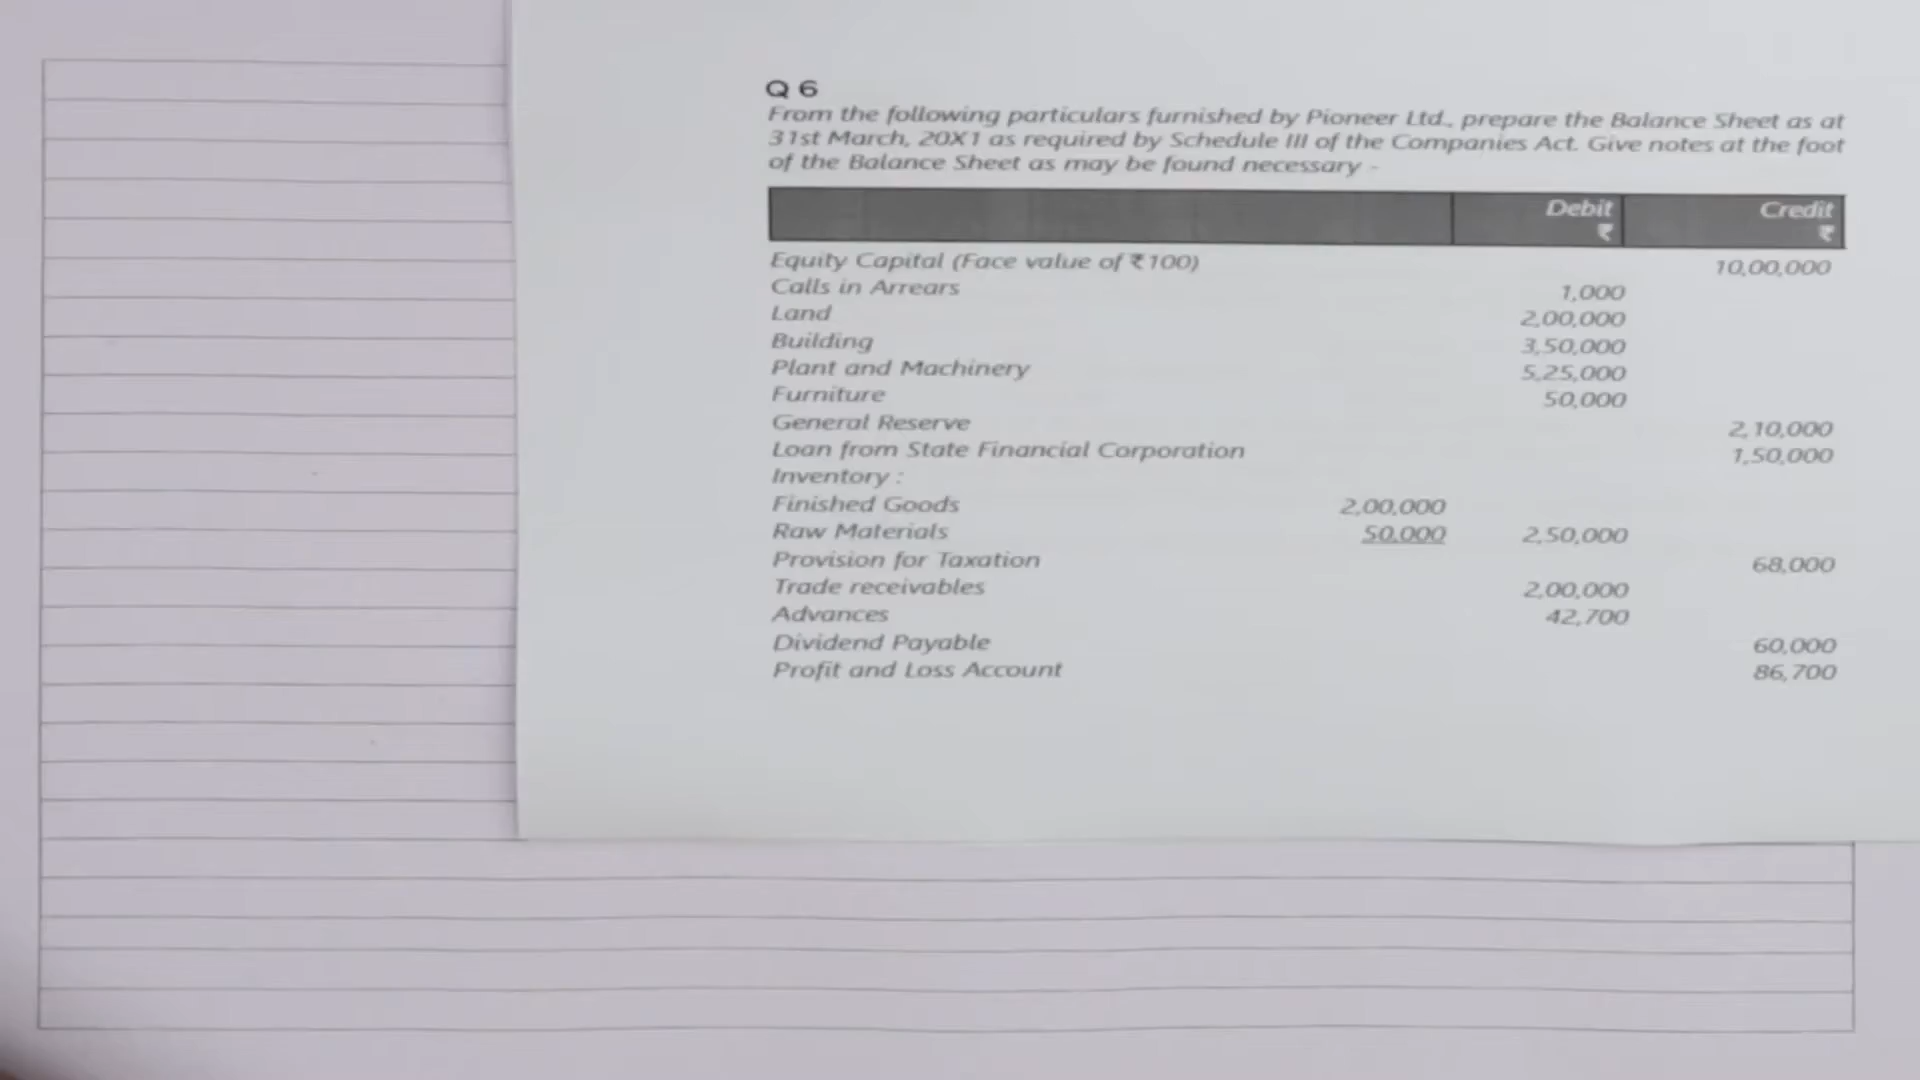 Q 6
From the following particulars furnished by Pioneer Ltd., prepare the Balance Sheet as at
31st March, 20X1 as required by Schedule III of the Companies Act. Give notes at the foot
of the Balance Sheet as may be found necessary -
Debit Credit
₹ ₹
Equity Capital (Face value of ₹100) 10,00,000
Calls in Arrears 1,000
Land 2,00,000
Building 3,50,000
Plant and Machinery 5,25,000
Furniture 50,000
General Reserve 2,10,000
Loan from State Financial Corporation 1,50,000
Inventory :
Finished Goods 2,00,000
Raw Materials 50,000 2,50,000
Provision for Taxation 68,000
Trade receivables 2,00,000
Advances 42,700
Dividend Payable 60,000
Profit and Loss Account 86,700